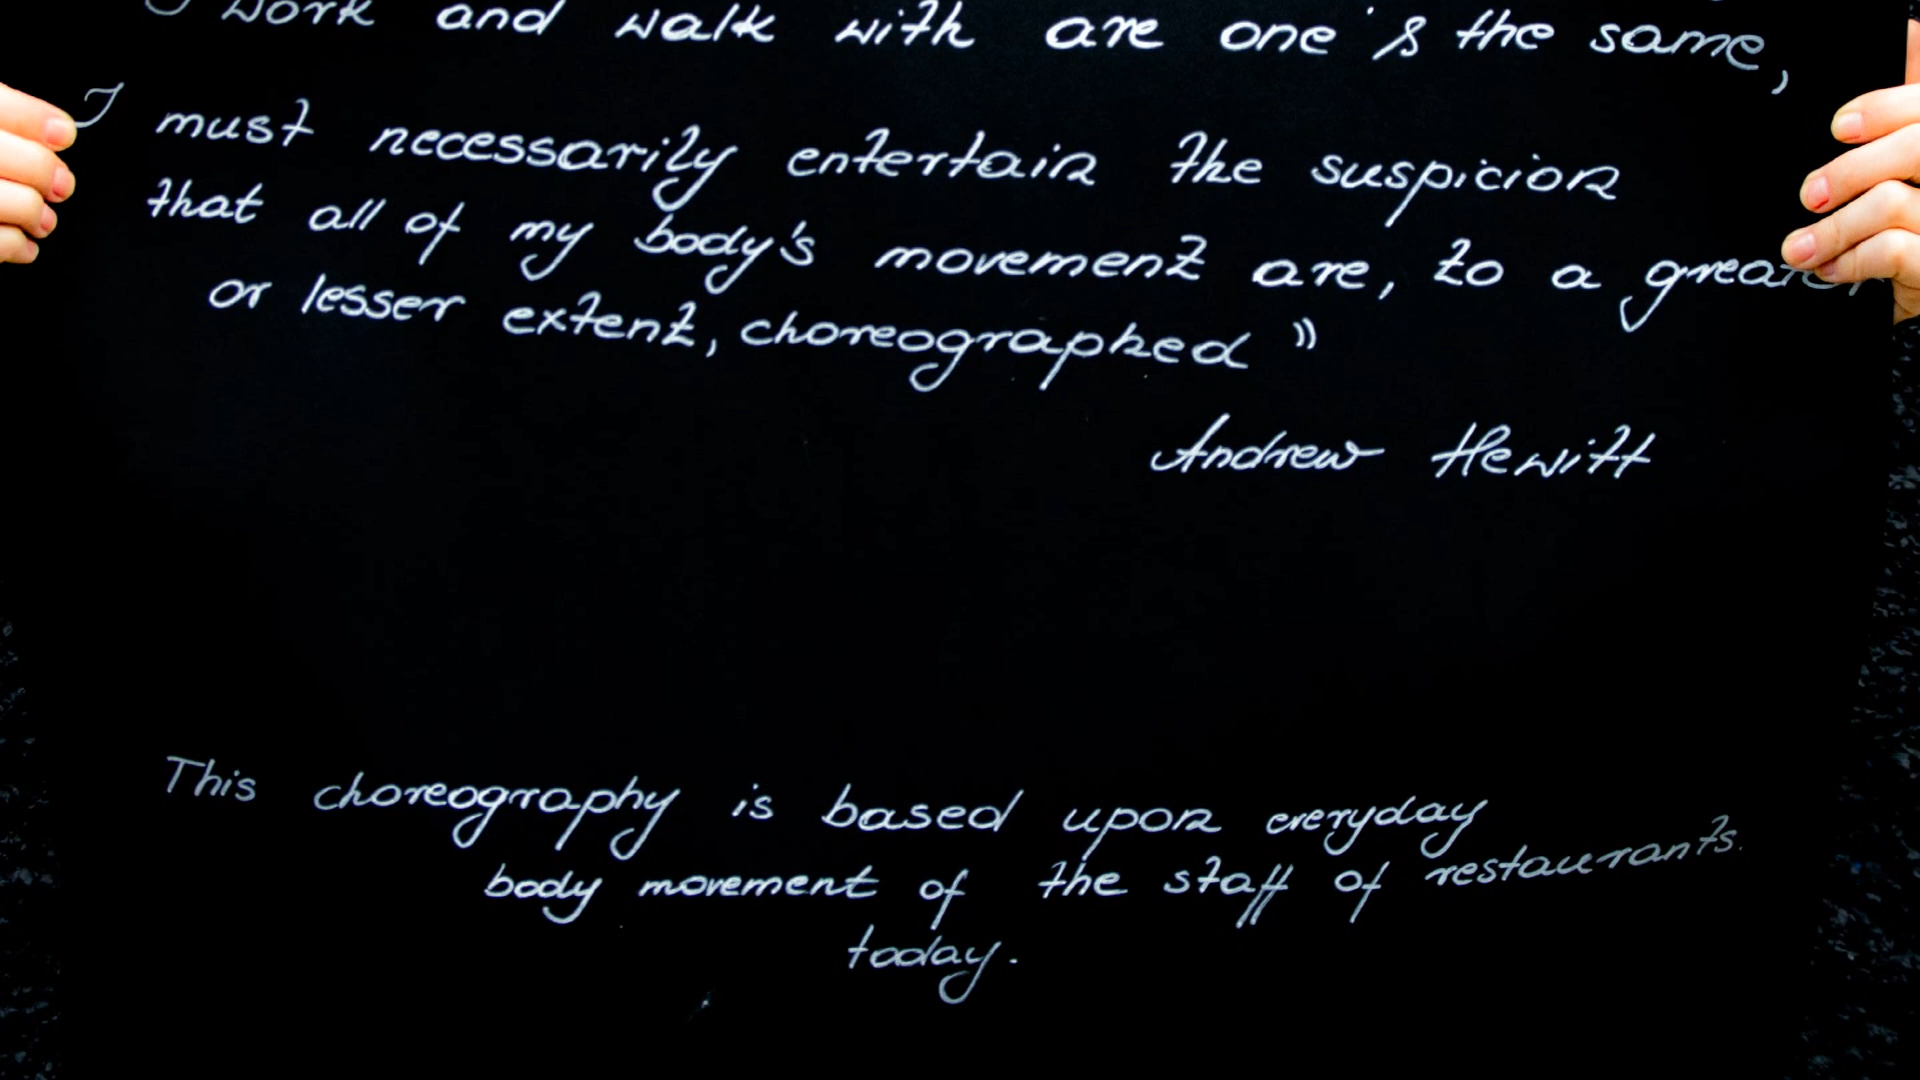 work and walk with are one & the same,
I must necessarily entertain the suspicion
that all of my body's movement are, to a greater
or lesser extent, choreographed"
Andrew Hewitt
This choreography is based upon everyday
body movement of the staff of restaurants.
today.